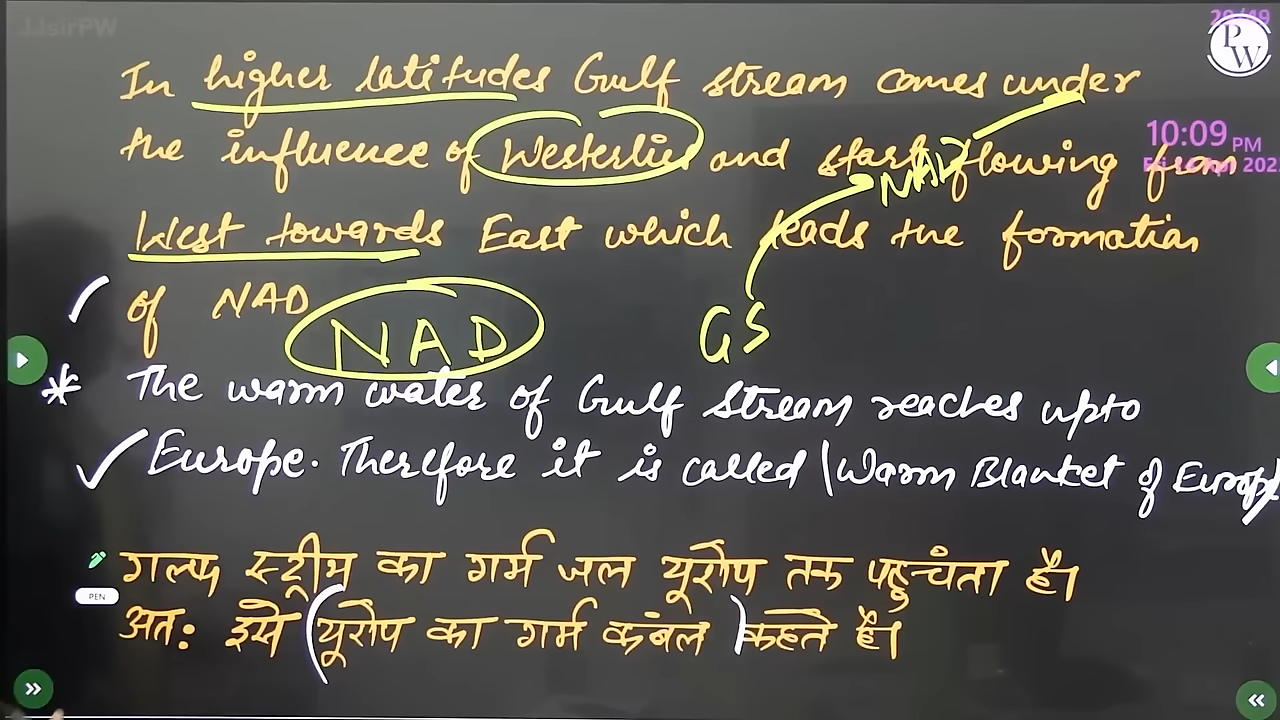 JJsirPW
29/49
PW
In higher latitudes Gulf stream comes under
10:09 PM
the influence of Westerlies and start flowing from
NAD
West towards East which leads the formation
of NAD
NAD
GS
* The warm water of Gulf Stream reaches upto
Europe. Therefore it is called (Warm Blanket of Europe)
गल्फ स्ट्रीम का गर्म जल यूरोप तक पहुचंता है।
PEN
अतः इसे (यूरोप का गर्म कंबल) कहते है।